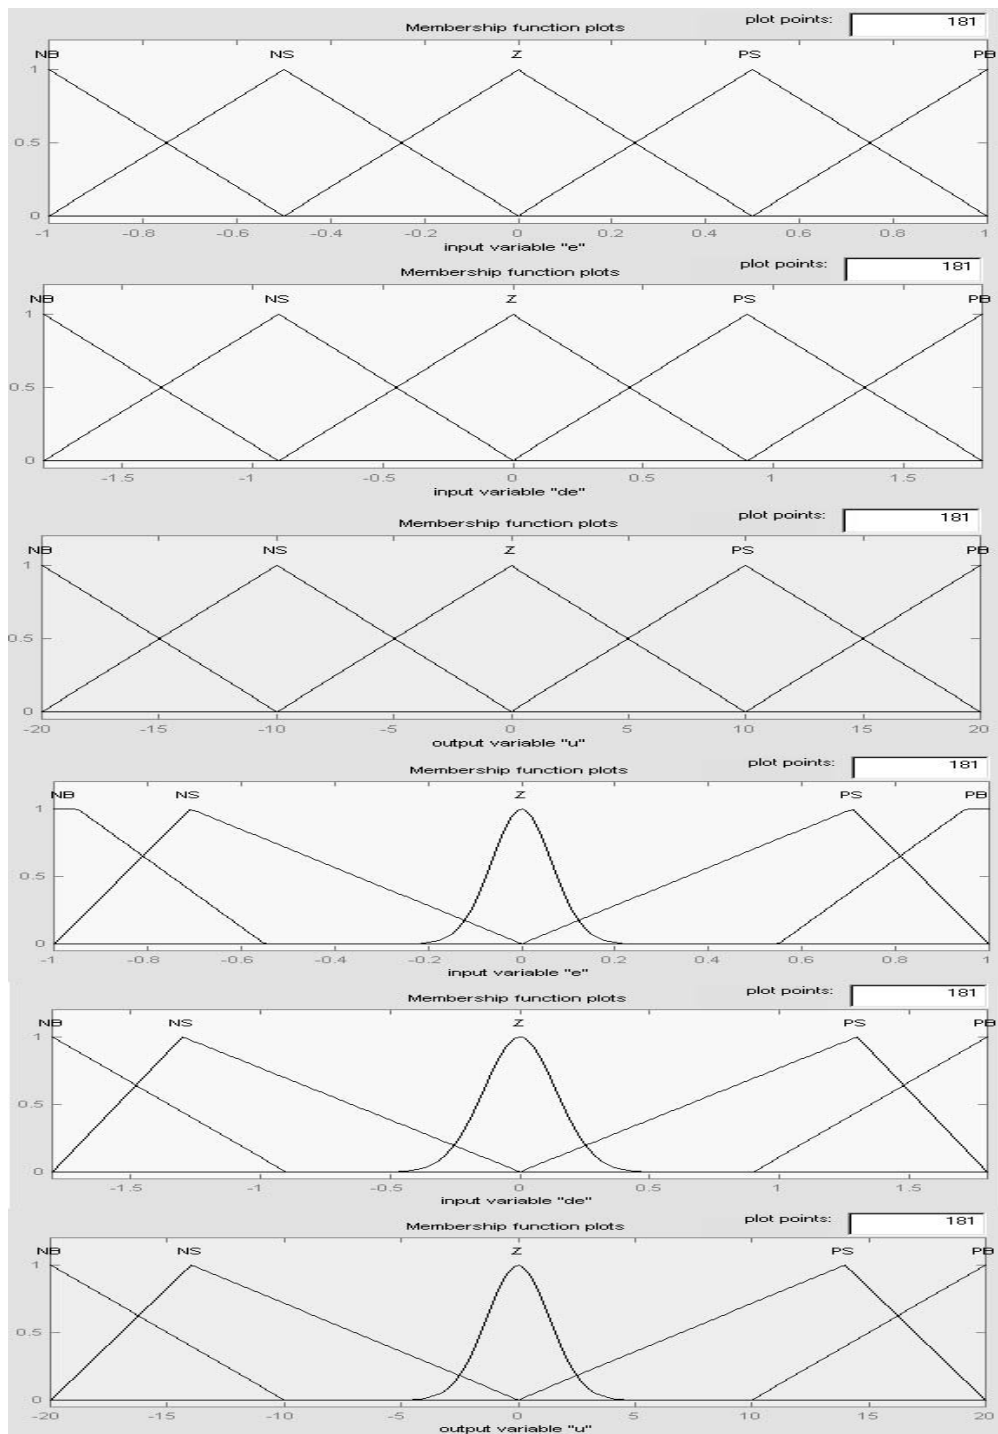 Membership function plots plot points: 181
NB NS Z PS PB
1
0.5
0
-1 -0.8 -0.6 -0.4 -0.2 0 0.2 0.4 0.6 0.8 1
input variable "e"
Membership function plots plot points: 181
NB NS Z PS PB
1
0.5
0
-1.5 -1 -0.5 0 0.5 1 1.5
input variable "de"
Membership function plots plot points: 181
NB NS Z PS PB
1
0.5
0
-20 -15 -10 -5 0 5 10 15 20
output variable "u"
Membership function plots plot points: 181
NB NS Z PS PB
1
0.5
0
-1 -0.8 -0.6 -0.4 -0.2 0 0.2 0.4 0.6 0.8 1
input variable "e"
Membership function plots plot points: 181
NB NS Z PS PB
1
0.5
0
-1.5 -1 -0.5 0 0.5 1 1.5
input variable "de"
Membership function plots plot points: 181
NB NS Z PS PB
1
0.5
0
-20 -15 -10 -5 0 5 10 15 20
output variable "u"